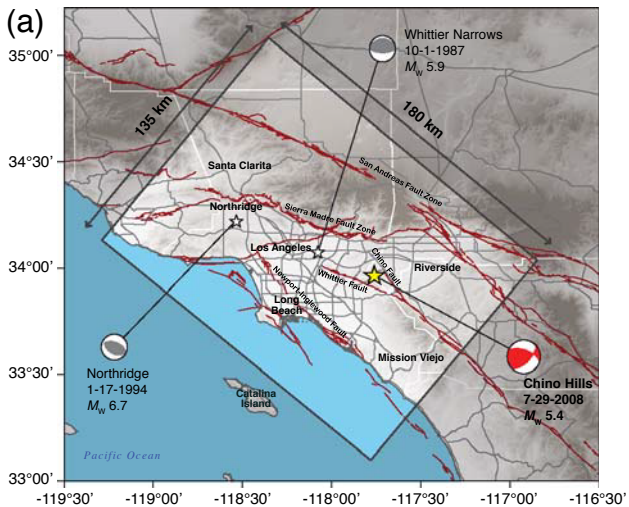 (a)
Whittier Narrows
10-1-1987
Mw 5.9
35°00'
135 km
180 km
34°30'
Santa Clarita
San Andreas Fault Zone
Northridge
Sierra Madre Fault Zone
Los Angeles
Chino Fault
Riverside
34°00'
Whittier Fault
Newport-Inglewood Fault
Long
Beach
Mission Viejo
Northridge
1-17-1994
Mw 6.7
33°30'
Chino Hills
7-29-2008
Mw 5.4
Catalina
Island
Pacific Ocean
33°00'
-119°30'
-119°00'
-118°30'
-118°00'
-117°30'
-117°00'
-116°30'